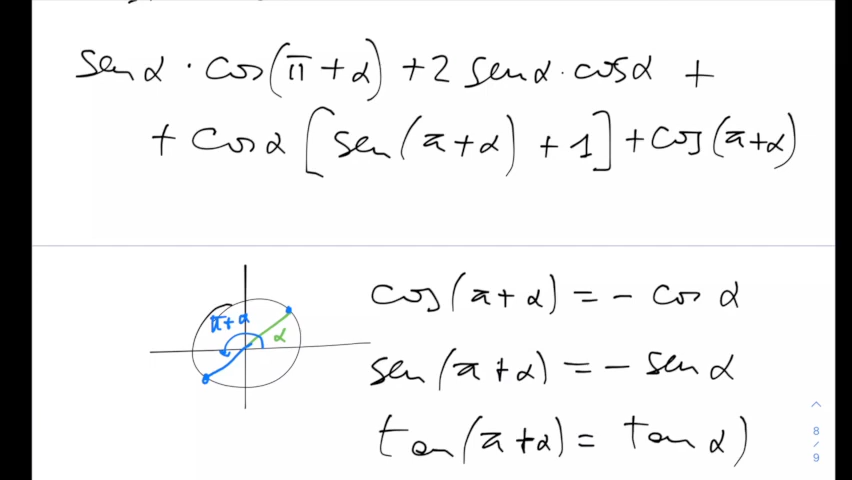 sen α · cos(π+α) + 2 sen α · cos α +
+ cos α [sen(π+α) + 1] + cos(π+α)
π+α
α
cos(π+α) = - cos α
sen(π+α) = - sen α
tan(π+α) = tan α)
8
/
9